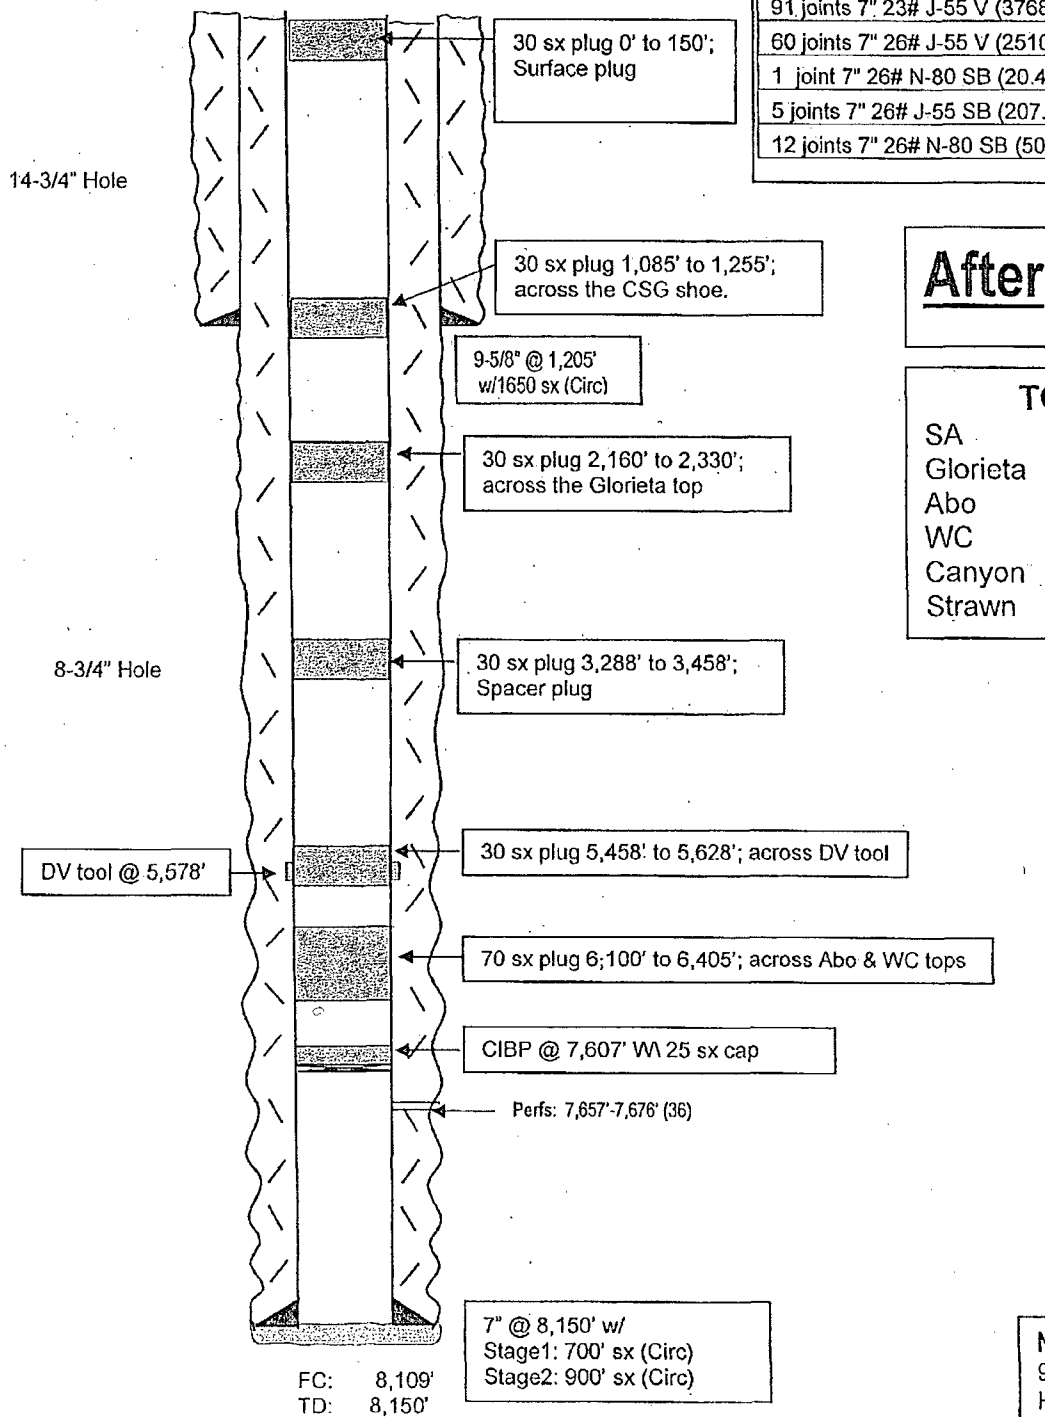 91 joints 7" 23# J-55 V (3768
30 sx plug 0' to 150';
Surface plug
60 joints 7" 26# J-55 V (2510
1 joint 7" 26# N-80 SB (20.4
5 joints 7" 26# J-55 SB (207.
12 joints 7" 26# N-80 SB (50
14-3/4" Hole
30 sx plug 1,085' to 1,255';
across the CSG shoe.
After
9-5/8" @ 1,205'
w/1650 sx (Circ)
SA
Glorieta
Abo
WC
Canyon
Strawn
30 sx plug 2,160' to 2,330';
across the Glorieta top
8-3/4" Hole
30 sx plug 3,288' to 3,458';
Spacer plug
DV tool @ 5,578'
30 sx plug 5,458' to 5,628'; across DV tool
70 sx plug 6,100' to 6,405'; across Abo & WC tops
CIBP @ 7,607' W\ 25 sx cap
Perfs: 7,657'-7,676' (36)
7" @ 8,150' w/
Stage1: 700' sx (Circ)
Stage2: 900' sx (Circ)
FC: 8,109'
TD: 8,150'